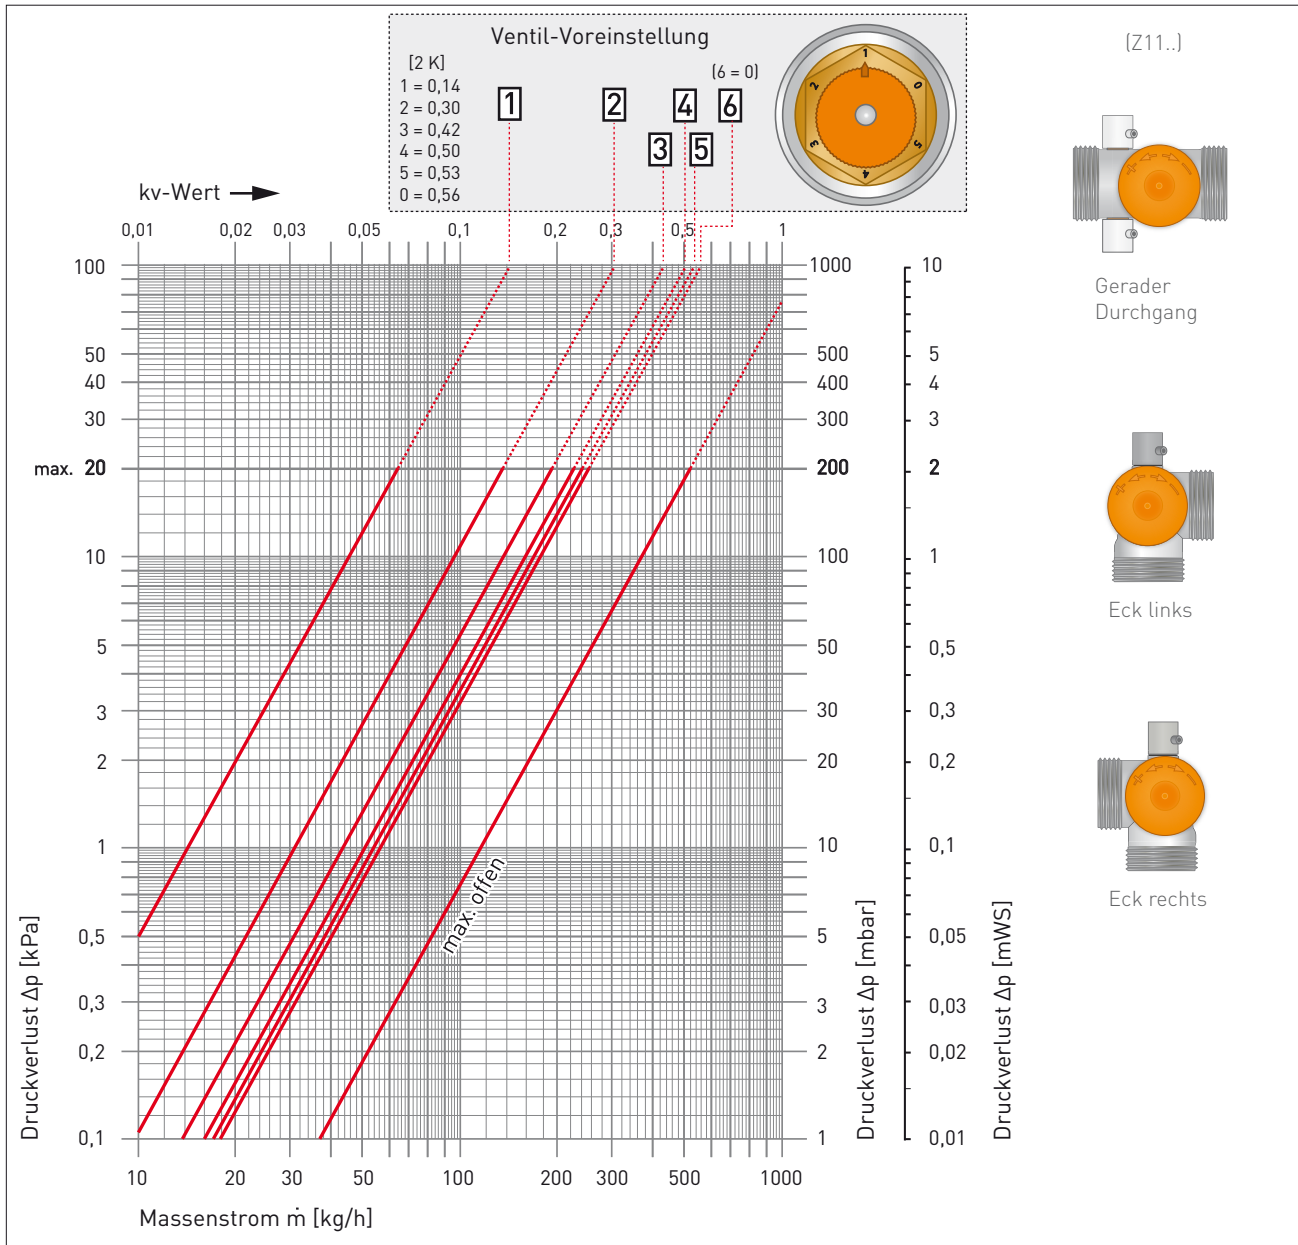 Ventil-Voreinstellung
[2 K]
1 = 0,14
2 = 0,30
3 = 0,42
4 = 0,50
5 = 0,53
0 = 0,56
(6 = 0)
1
2
4
6
3
5
1
0
5
4
3
2
(Z11..)
Gerader
Durchgang
Eck links
Eck rechts
kv-Wert
0,01 0,02 0,03 0,05 0,1 0,2 0,3 0,5 1
100
50
40
30
max. 20
10
5
3
2
1
0,5
0,3
0,2
0,1
Druckverlust Δp [kPa]
max. offen
1000
500
400
300
200
100
50
30
20
10
5
3
2
1
Druckverlust Δp [mbar]
10
5
4
3
2
1
0,5
0,3
0,2
0,1
0,05
0,03
0,02
0,01
Druckverlust Δp [mWS]
10 20 30 50 100 200 300 500 1000
Massenstrom ṁ [kg/h]